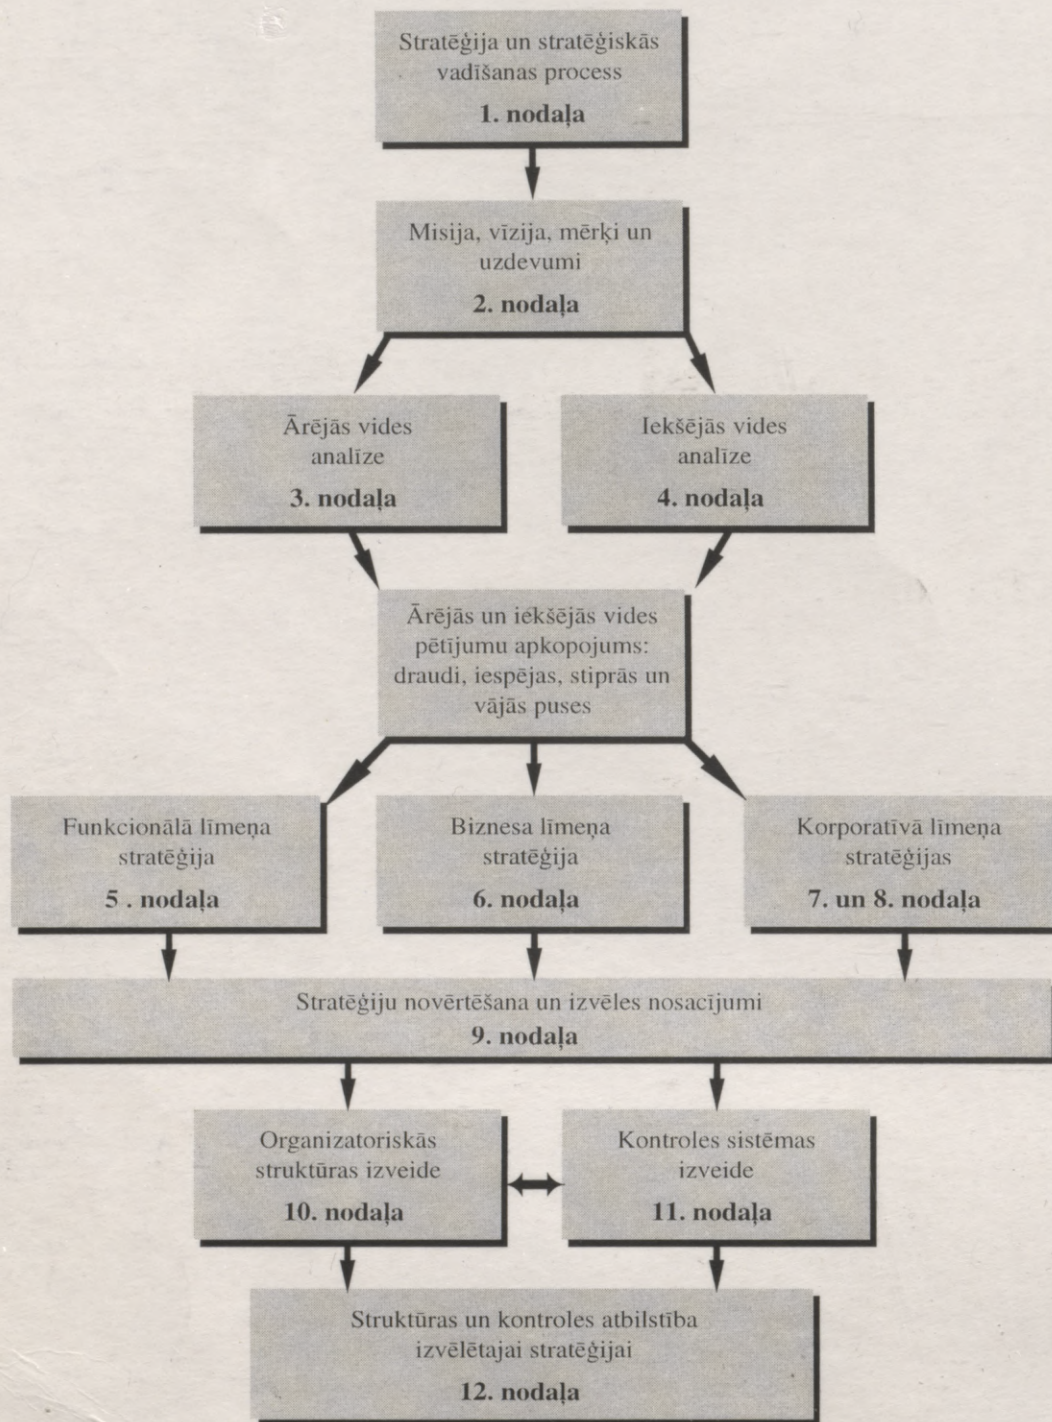 Stratēģija un stratēģiskās
vadīšanas process
1. nodaļa
Misija, vīzija, mērķi un
uzdevumi
2. nodaļa
Ārējās vides
analīze
3. nodaļa
Iekšējās vides
analīze
4. nodaļa
Ārējās un iekšējās vides
pētījumu apkopojums:
draudi, iespējas, stiprās un
vājās puses
Funkcionālā līmeņa
stratēģija
5 . nodaļa
Biznesa līmeņa
stratēģija
6. nodaļa
Korporatīvā līmeņa
stratēģijas
7. un 8. nodaļa
Stratēģiju novērtēšana un izvēles nosacījumi
9. nodaļa
Organizatoriskās
struktūras izveide
10. nodaļa
Kontroles sistēmas
izveide
11. nodaļa
Struktūras un kontroles atbilstība
izvēlētajai stratēģijai
12. nodaļa